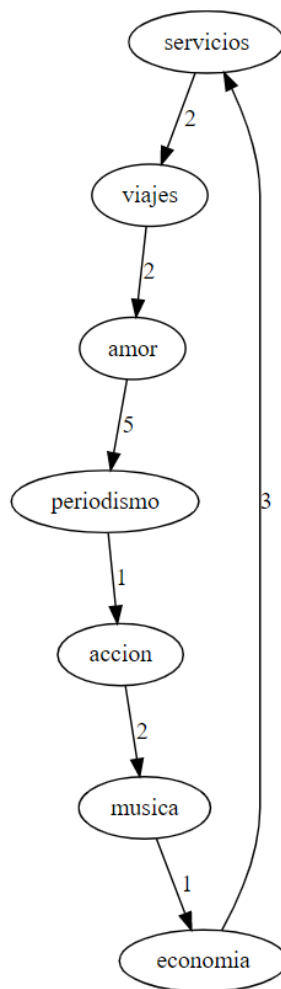 servicios
2
viajes
2
amor
5
periodismo
3
1
accion
2
musica
1
economia